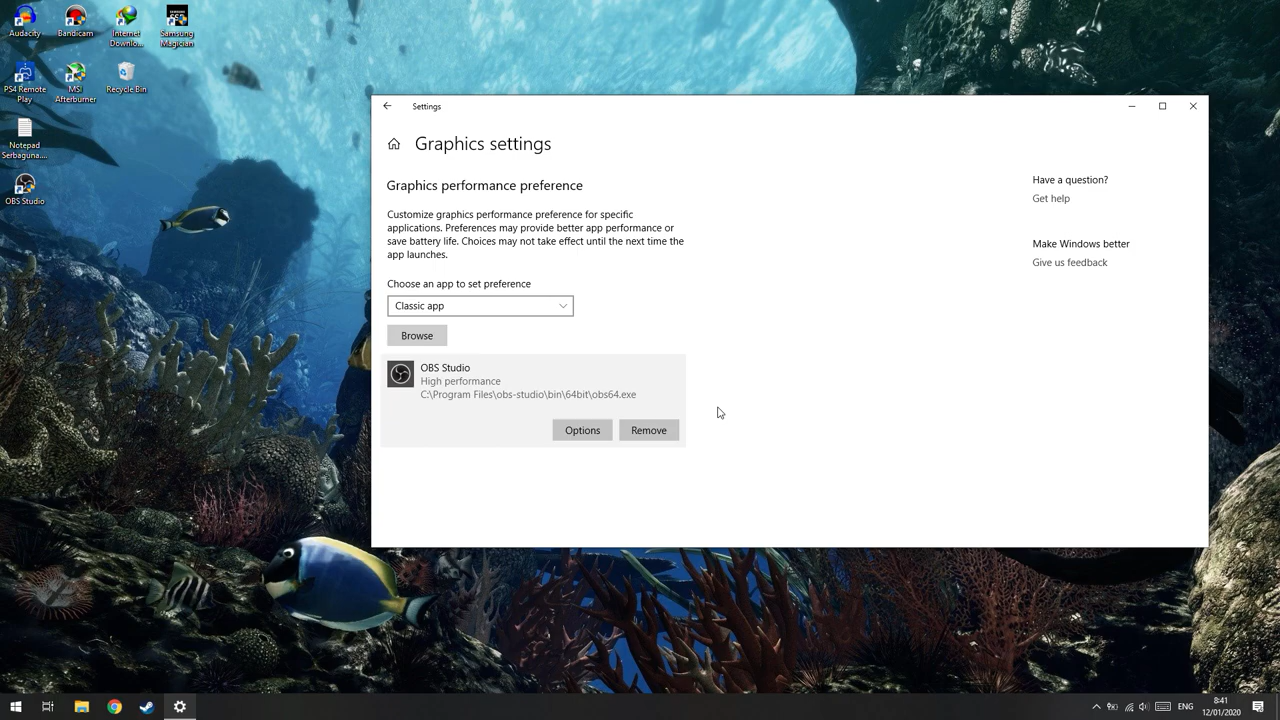 Audacity
Bandicam
Internet
Downlo...
SAMSUNG
SSD
Samsung
Magician
PS4 Remote
Play
MSI
Afterburner
Recycle Bin
Notepad
Serbaguna....
OBS Studio
Settings
Graphics settings
Graphics performance preference
Customize graphics performance preference for specific
applications. Preferences may provide better app performance or
save battery life. Choices may not take effect until the next time the
app launches.
Choose an app to set preference
Classic app
Browse
OBS Studio
High performance
C:\Program Files\obs-studio\bin\64bit\obs64.exe
Options
Remove
Have a question?
Get help
Make Windows better
Give us feedback
ENG
8:41
12/01/2020